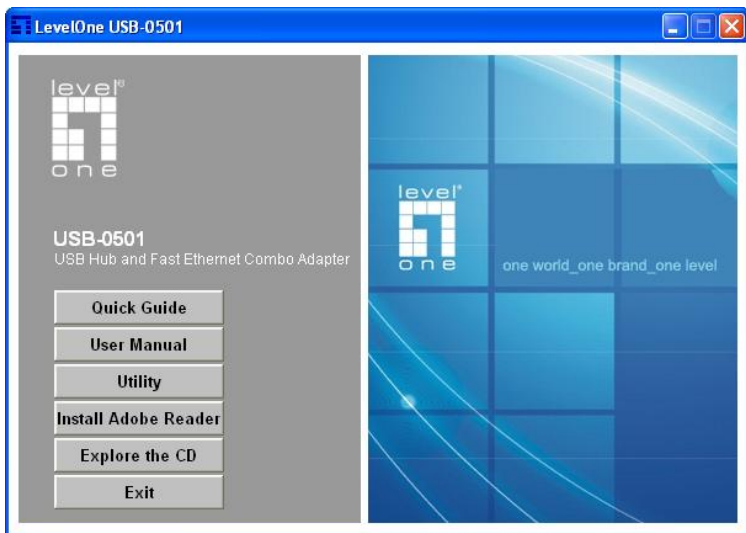 LevelOne USB-0501
level®
one
USB-0501
USB Hub and Fast Ethernet Combo Adapter
Quick Guide
User Manual
Utility
Install Adobe Reader
Explore the CD
Exit
level®
one
one world_one brand_one level